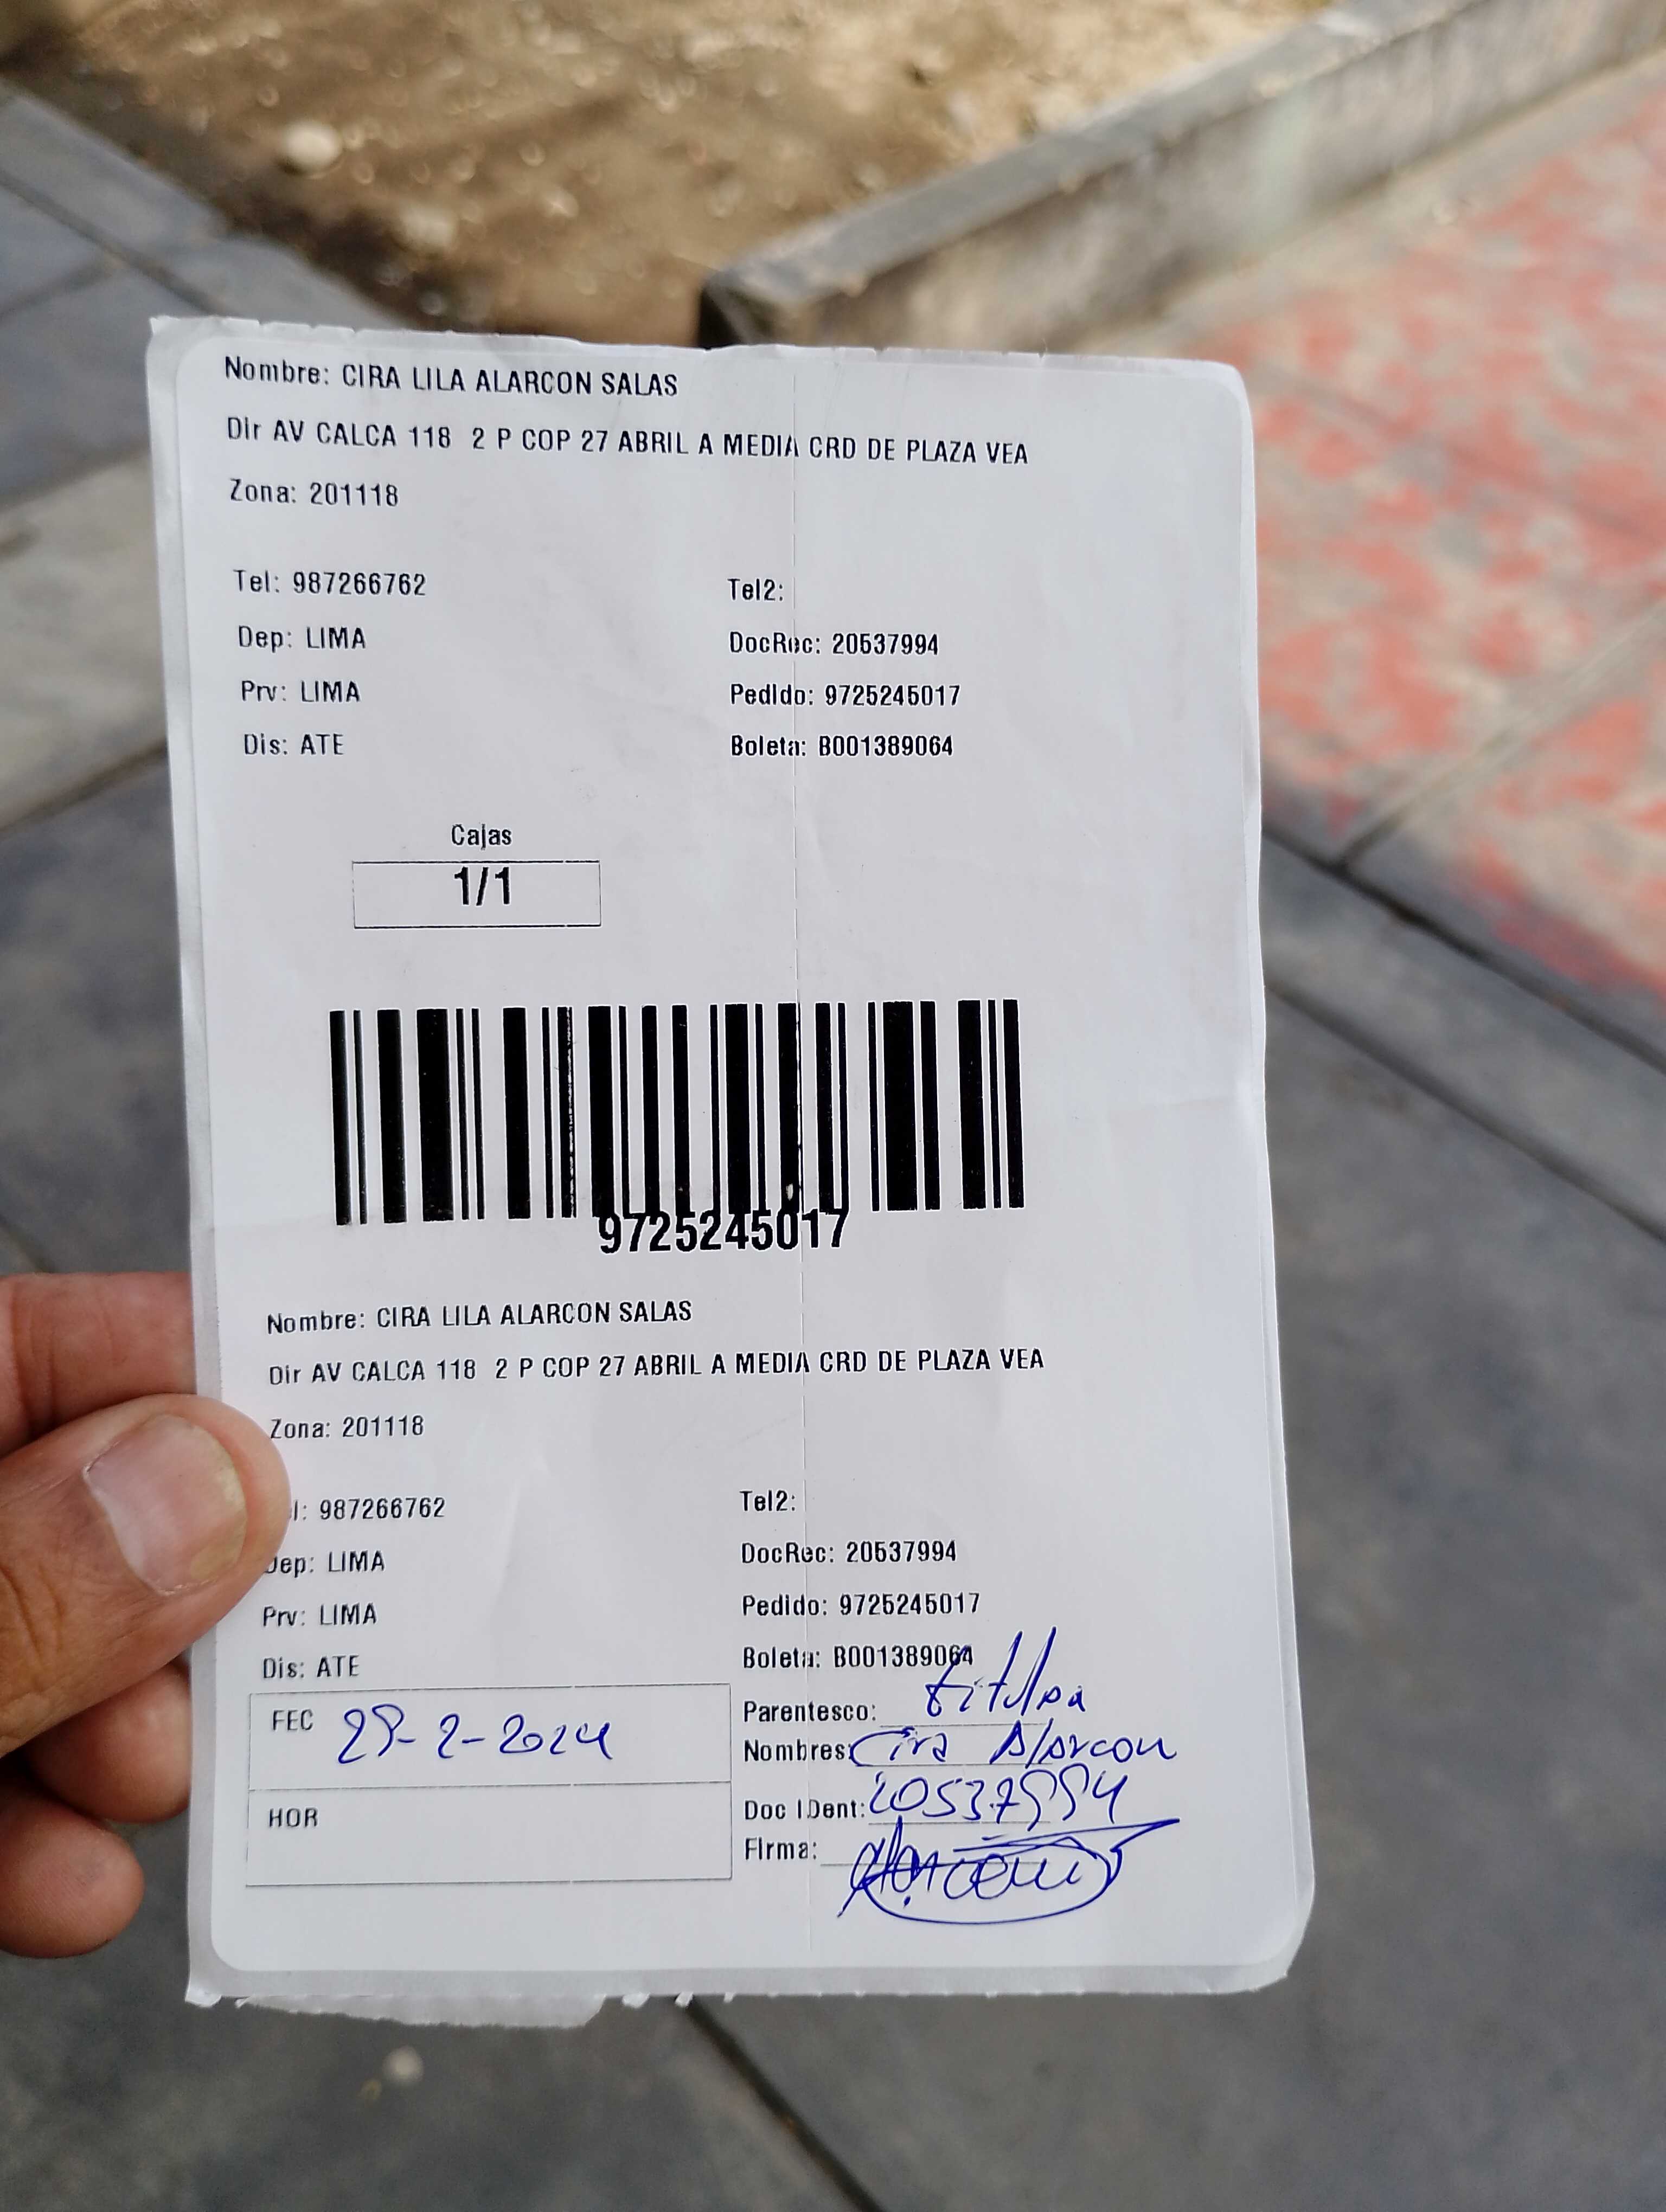 Nombre: CIRA LILA ALARCON SALAS
Dir AV CALCA 118 2 P COP 27 ABRIL A MEDIA CRD DE PLAZA VEA
Zona: 201118
Tel: 987266762 Tel2:
Dep: LIMA DocRec: 20537994
Prv: LIMA Pedido: 9725245017
Dis: ATE Boleta: B001389064
Cajas
1/1
9725245017
Nombre: CIRA LILA ALARCON SALAS
Dir AV CALCA 118 2 P COP 27 ABRIL A MEDIA CRD DE PLAZA VEA
Zona: 201118
l: 987266762 Tel2:
Dep: LIMA DocRec: 20537994
Prv: LIMA Pedido: 9725245017
Dis: ATE Boleta: B001389064
Parentesco: titular
FEC 29-2-2024
Nombres: Cira Alarcon
HOR
Doc IDent: 20537994
Firma: Alarcon